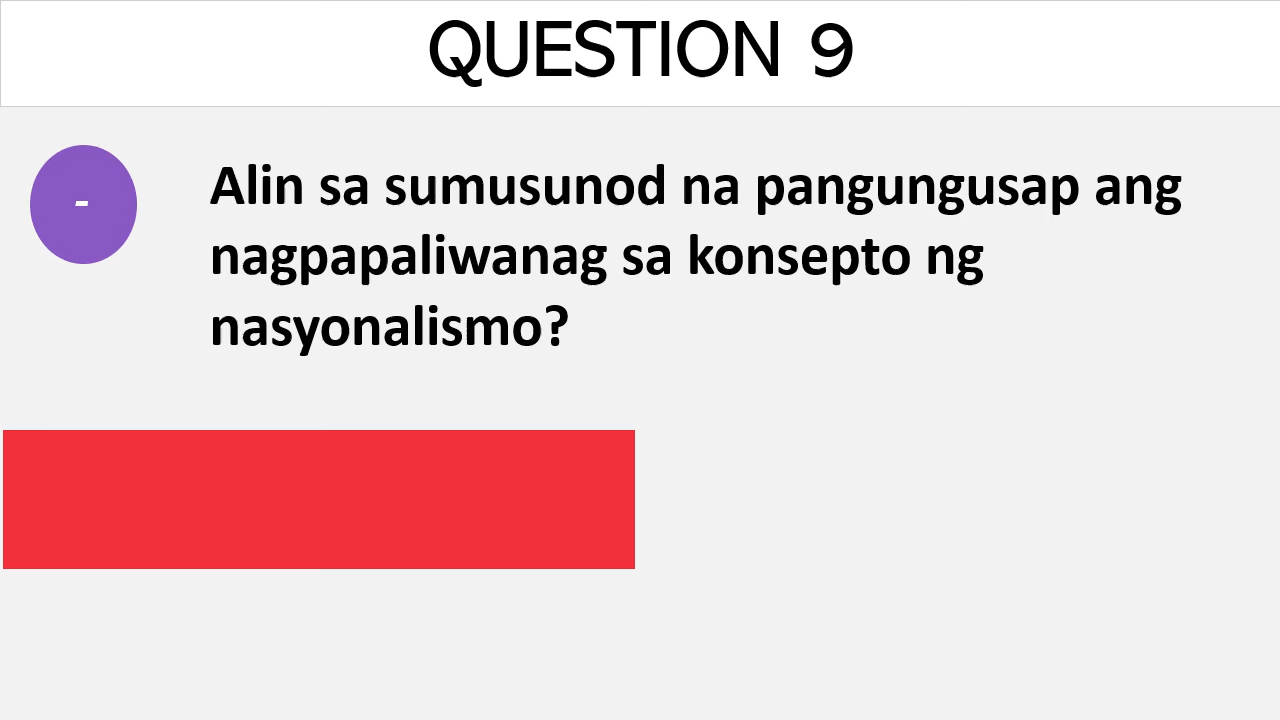 QUESTION 9
-
Alin sa sumusunod na pangungusap ang
nagpapaliwanag sa konsepto ng
nasyonalismo?